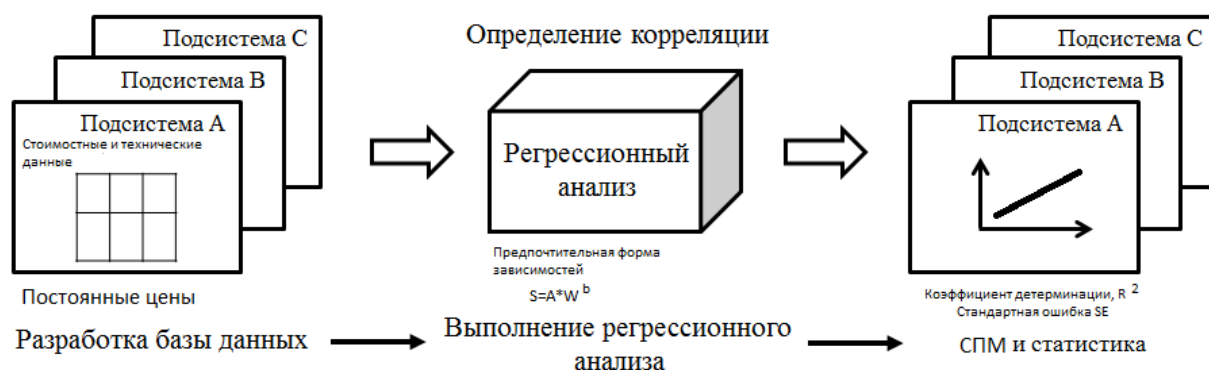 Подсистема С
Подсистема В
Подсистема А
Стоимостные и технические
данные
Постоянные цены
Разработка базы данных
Определение корреляции
Регрессионный
анализ
Предпочтительная форма
зависимостей
S=A*W b
Выполнение регрессионного
анализа
Подсистема С
Подсистема В
Подсистема А
Коэффициент детерминации, R 2
Стандартная ошибка SE
СПМ и статистика